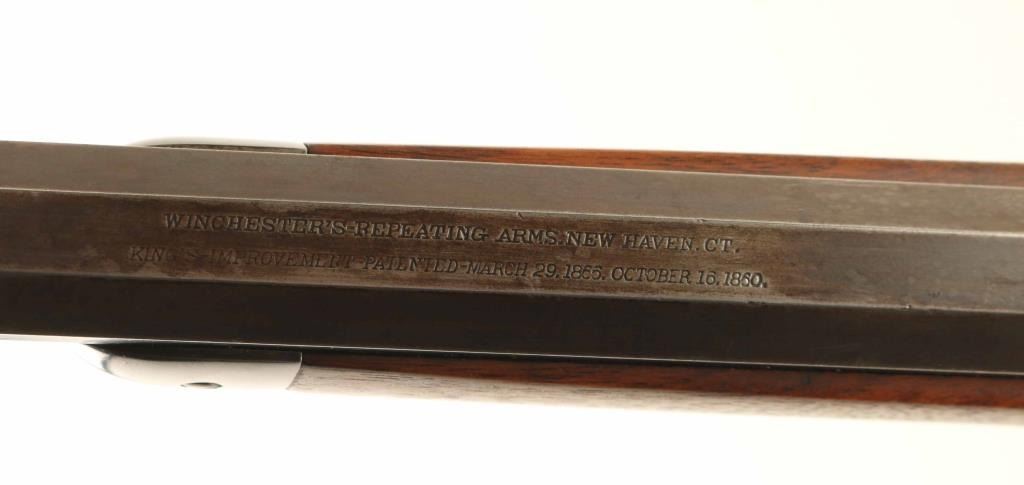 WINCHESTER'S-REPEATING ARMS. NEW HAVEN. CT.
KING'S-IMPROVEMENT-PATENTED-MARCH 29. 1866. OCTOBER 16. 1860.